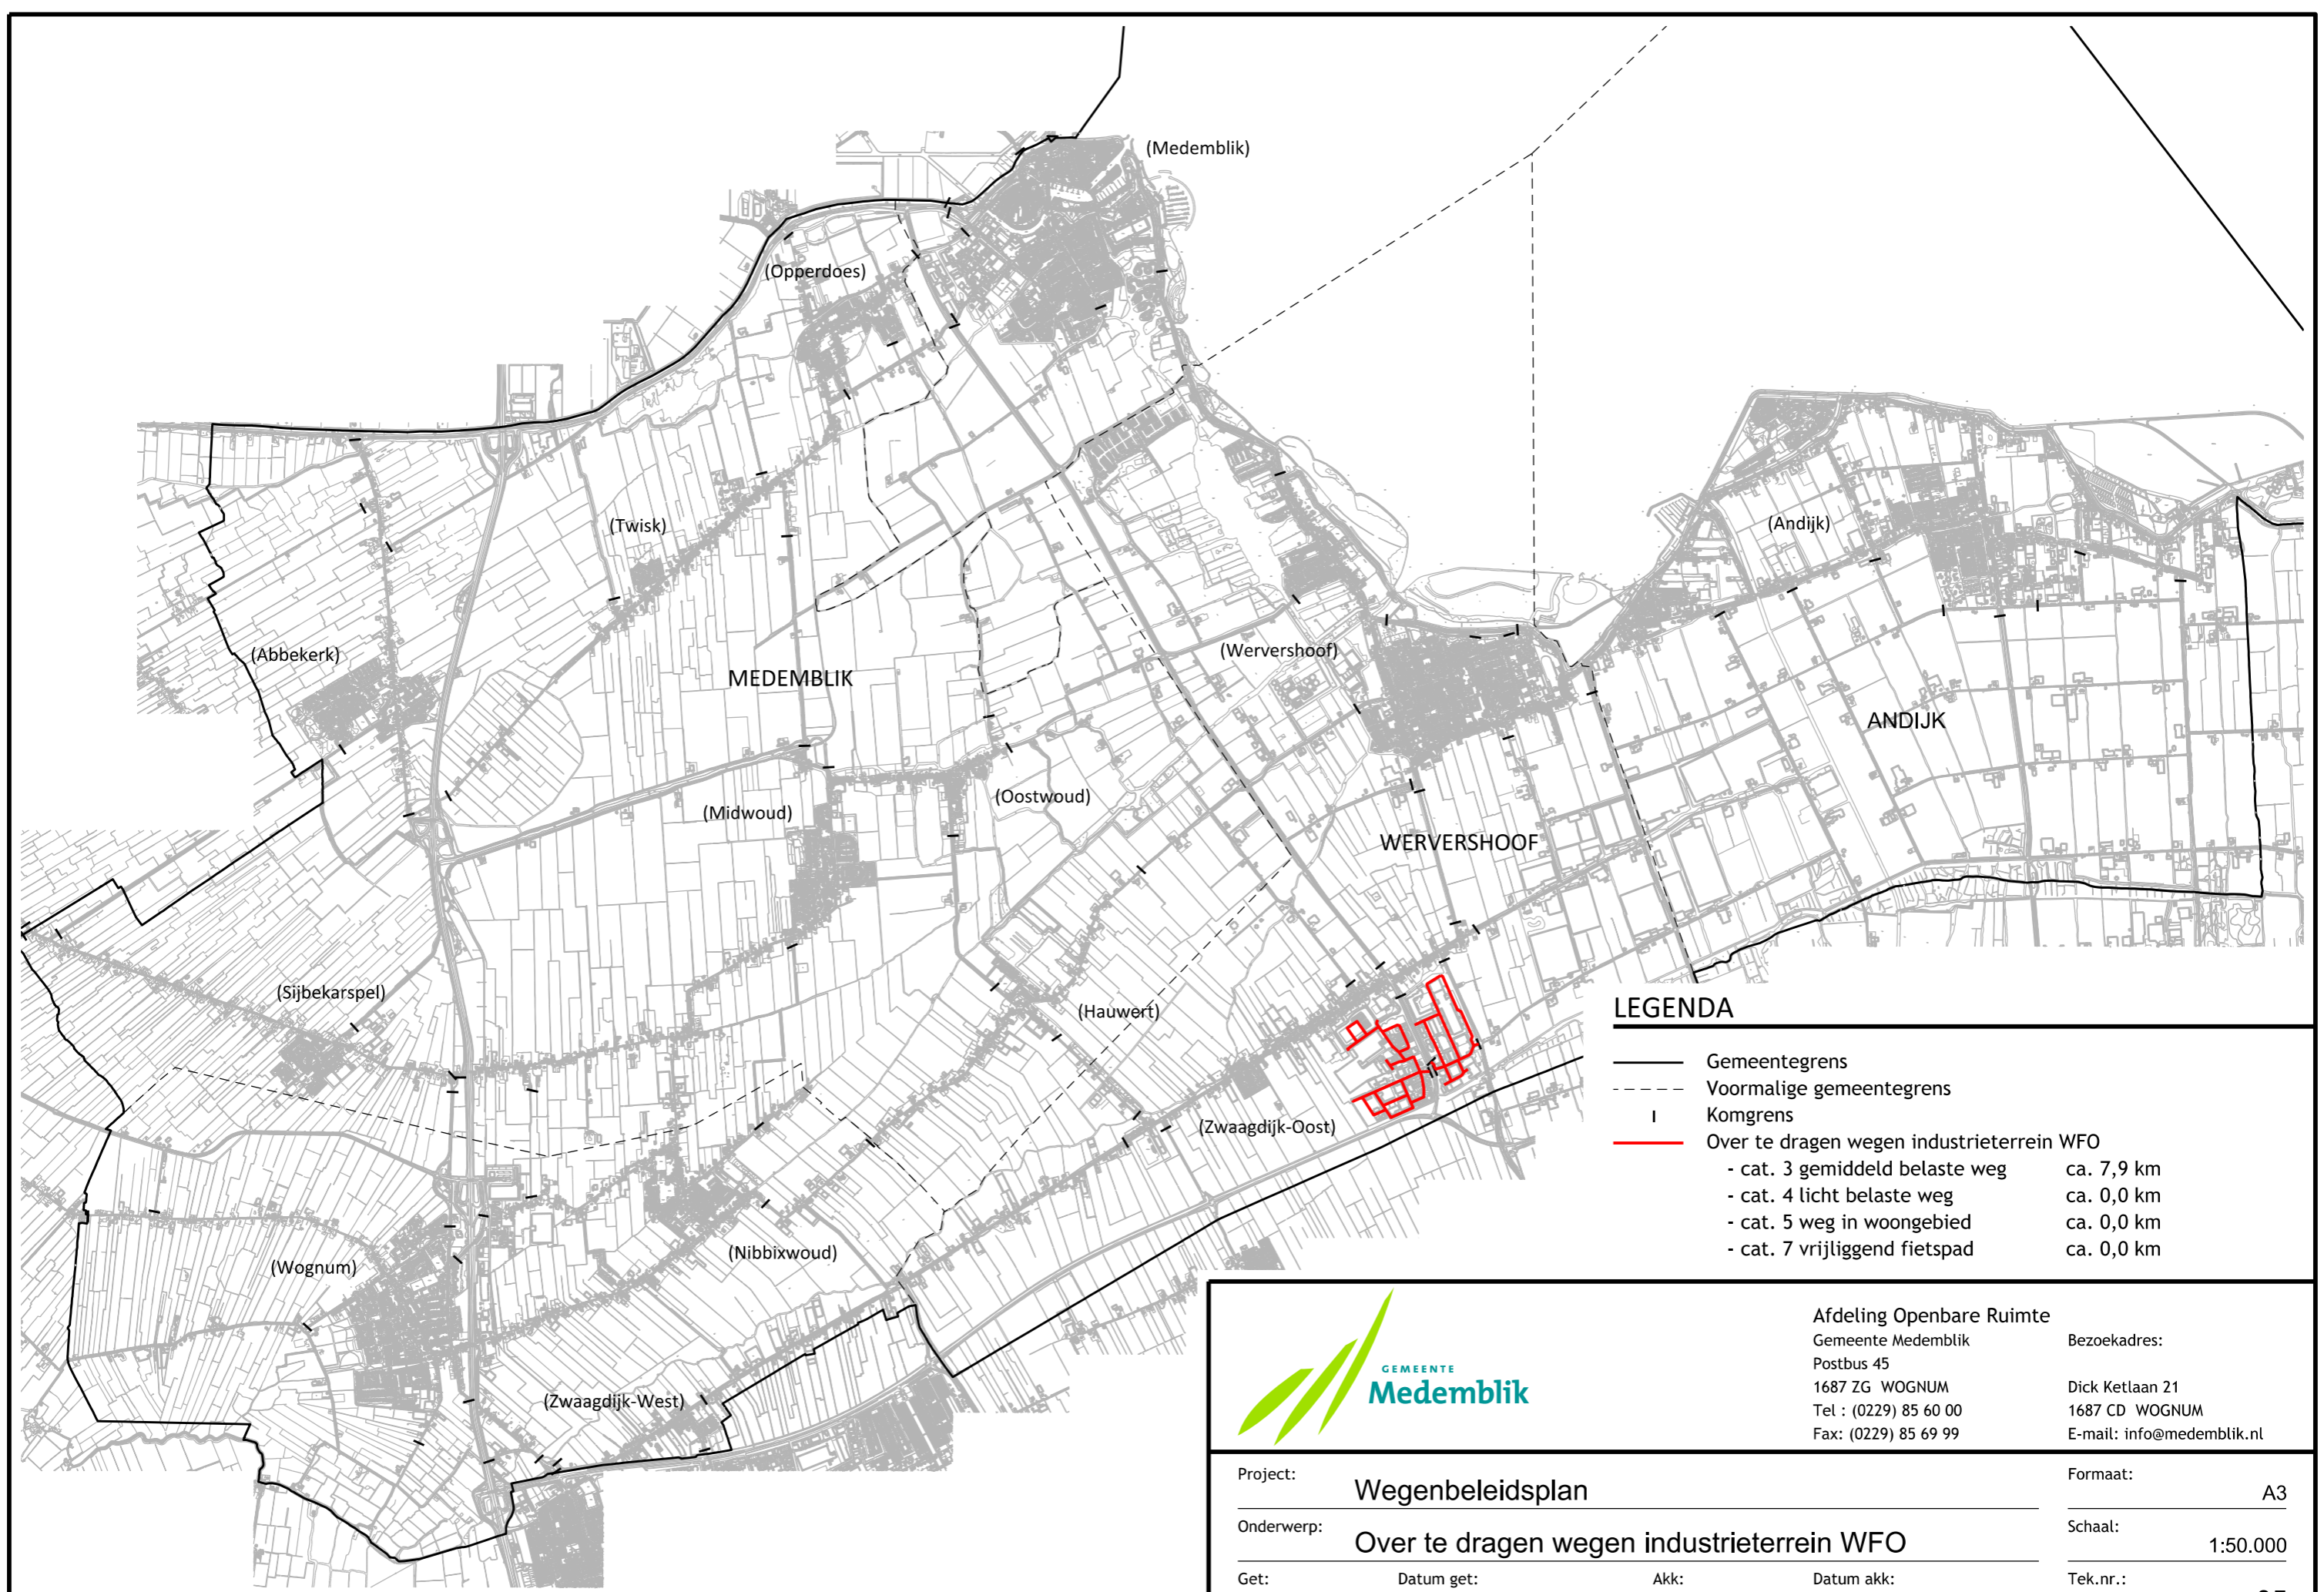 (Medemblik)
(Opperdoes)
(Twisk)
(Andijk)
(Abbekerk)
(Wervershoof)
MEDEMBLIK
ANDIJK
(Midwoud)
(Oostwoud)
WERVERSHOOF
(Sijbekarspel)
(Hauwert)
(Zwaagdijk-Oost)
(Nibbixwoud)
(Wognum)
(Zwaagdijk-West)
LEGENDA
Gemeentegrens
Voormalige gemeentegrens
Komgrens
Over te dragen wegen industrieterrein WFO
- cat. 3 gemiddeld belaste weg ca. 7,9 km
- cat. 4 licht belaste weg ca. 0,0 km
- cat. 5 weg in woongebied ca. 0,0 km
- cat. 7 vrijliggend fietspad ca. 0,0 km
GEMEENTE
Medemblik
Afdeling Openbare Ruimte
Gemeente Medemblik Bezoekadres:
Postbus 45
1687 ZG WOGNUM Dick Ketlaan 21
Tel : (0229) 85 60 00 1687 CD WOGNUM
Fax: (0229) 85 69 99 E-mail: info@medemblik.nl
Project: Wegenbeleidsplan Formaat: A3
Onderwerp: Over te dragen wegen industrieterrein WFO Schaal: 1:50.000
Get: Datum get: Akk: Datum akk: Tek.nr.: